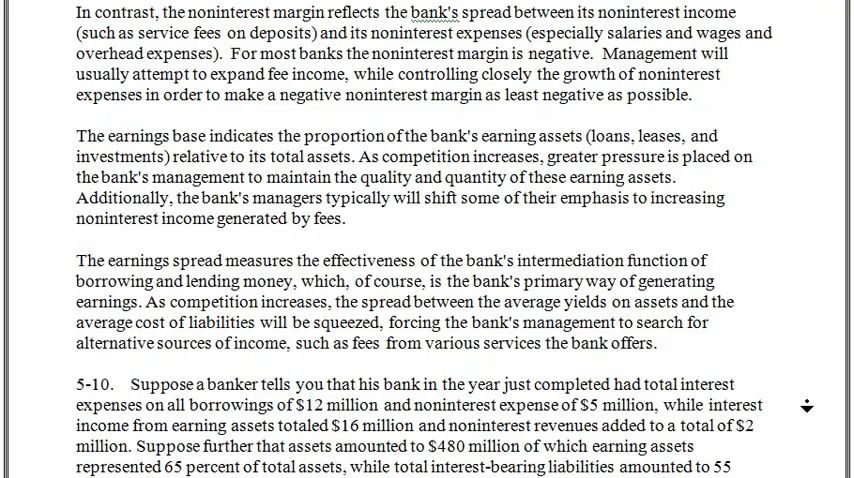 In contrast, the noninterest margin reflects the bank's spread between its noninterest income
(such as service fees on deposits) and its noninterest expenses (especially salaries and wages and
overhead expenses). For most banks the noninterest margin is negative. Management will
usually attempt to expand fee income, while controlling closely the growth of noninterest
expenses in order to make a negative noninterest margin as least negative as possible.
The earnings base indicates the proportion of the bank's earning assets (loans, leases, and
investments) relative to its total assets. As competition increases, greater pressure is placed on
the bank's management to maintain the quality and quantity of these earning assets.
Additionally, the bank's managers typically will shift some of their emphasis to increasing
noninterest income generated by fees.
The earnings spread measures the effectiveness of the bank's intermediation function of
borrowing and lending money, which, of course, is the bank's primary way of generating
earnings. As competition increases, the spread between the average yields on assets and the
average cost of liabilities will be squeezed, forcing the bank's management to search for
alternative sources of income, such as fees from various services the bank offers.
5-10. Suppose a banker tells you that his bank in the year just completed had total interest
expenses on all borrowings of $12 million and noninterest expense of $5 million, while interest
income from earning assets totaled $16 million and noninterest revenues added to a total of $2
million. Suppose further that assets amounted to $480 million of which earning assets
represented 65 percent of total assets, while total interest-bearing liabilities amounted to 55